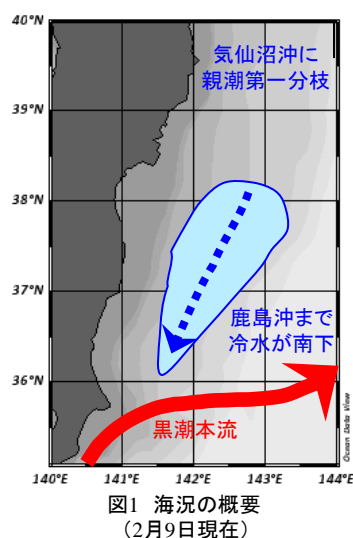 40°N
気仙沼沖に
親潮第一分枝
39°N
38°N
37°N
鹿島沖まで
冷水が南下
36°N
黒潮本流
Ocean Data View
140°E
141°E
142°E
143°E
144°E
図1 海況の概要
（2月9日現在）